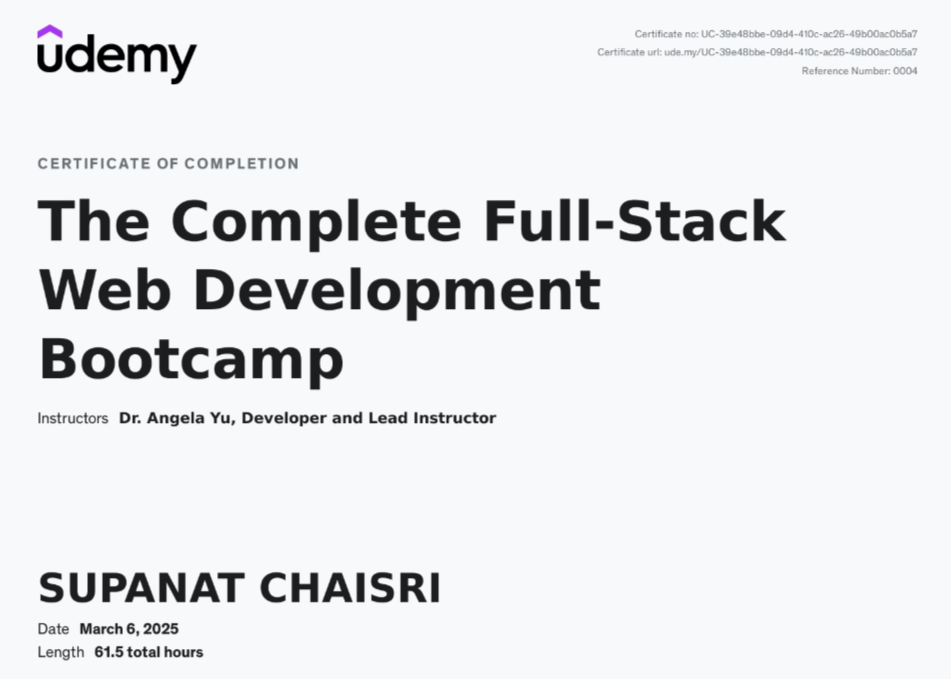 udemy
Certificate no: UC-39e48bbe-09d4-410c-ac26-49b00ac0b5a7
Certificate url: ude.my/UC-39e48bbe-09d4-410c-ac26-49b00ac0b5a7
Reference Number: 0004
CERTIFICATE OF COMPLETION
The Complete Full-Stack
Web Development
Bootcamp
Instructors Dr. Angela Yu, Developer and Lead Instructor
SUPANAT CHAISRI
Date March 6, 2025
Length 61.5 total hours